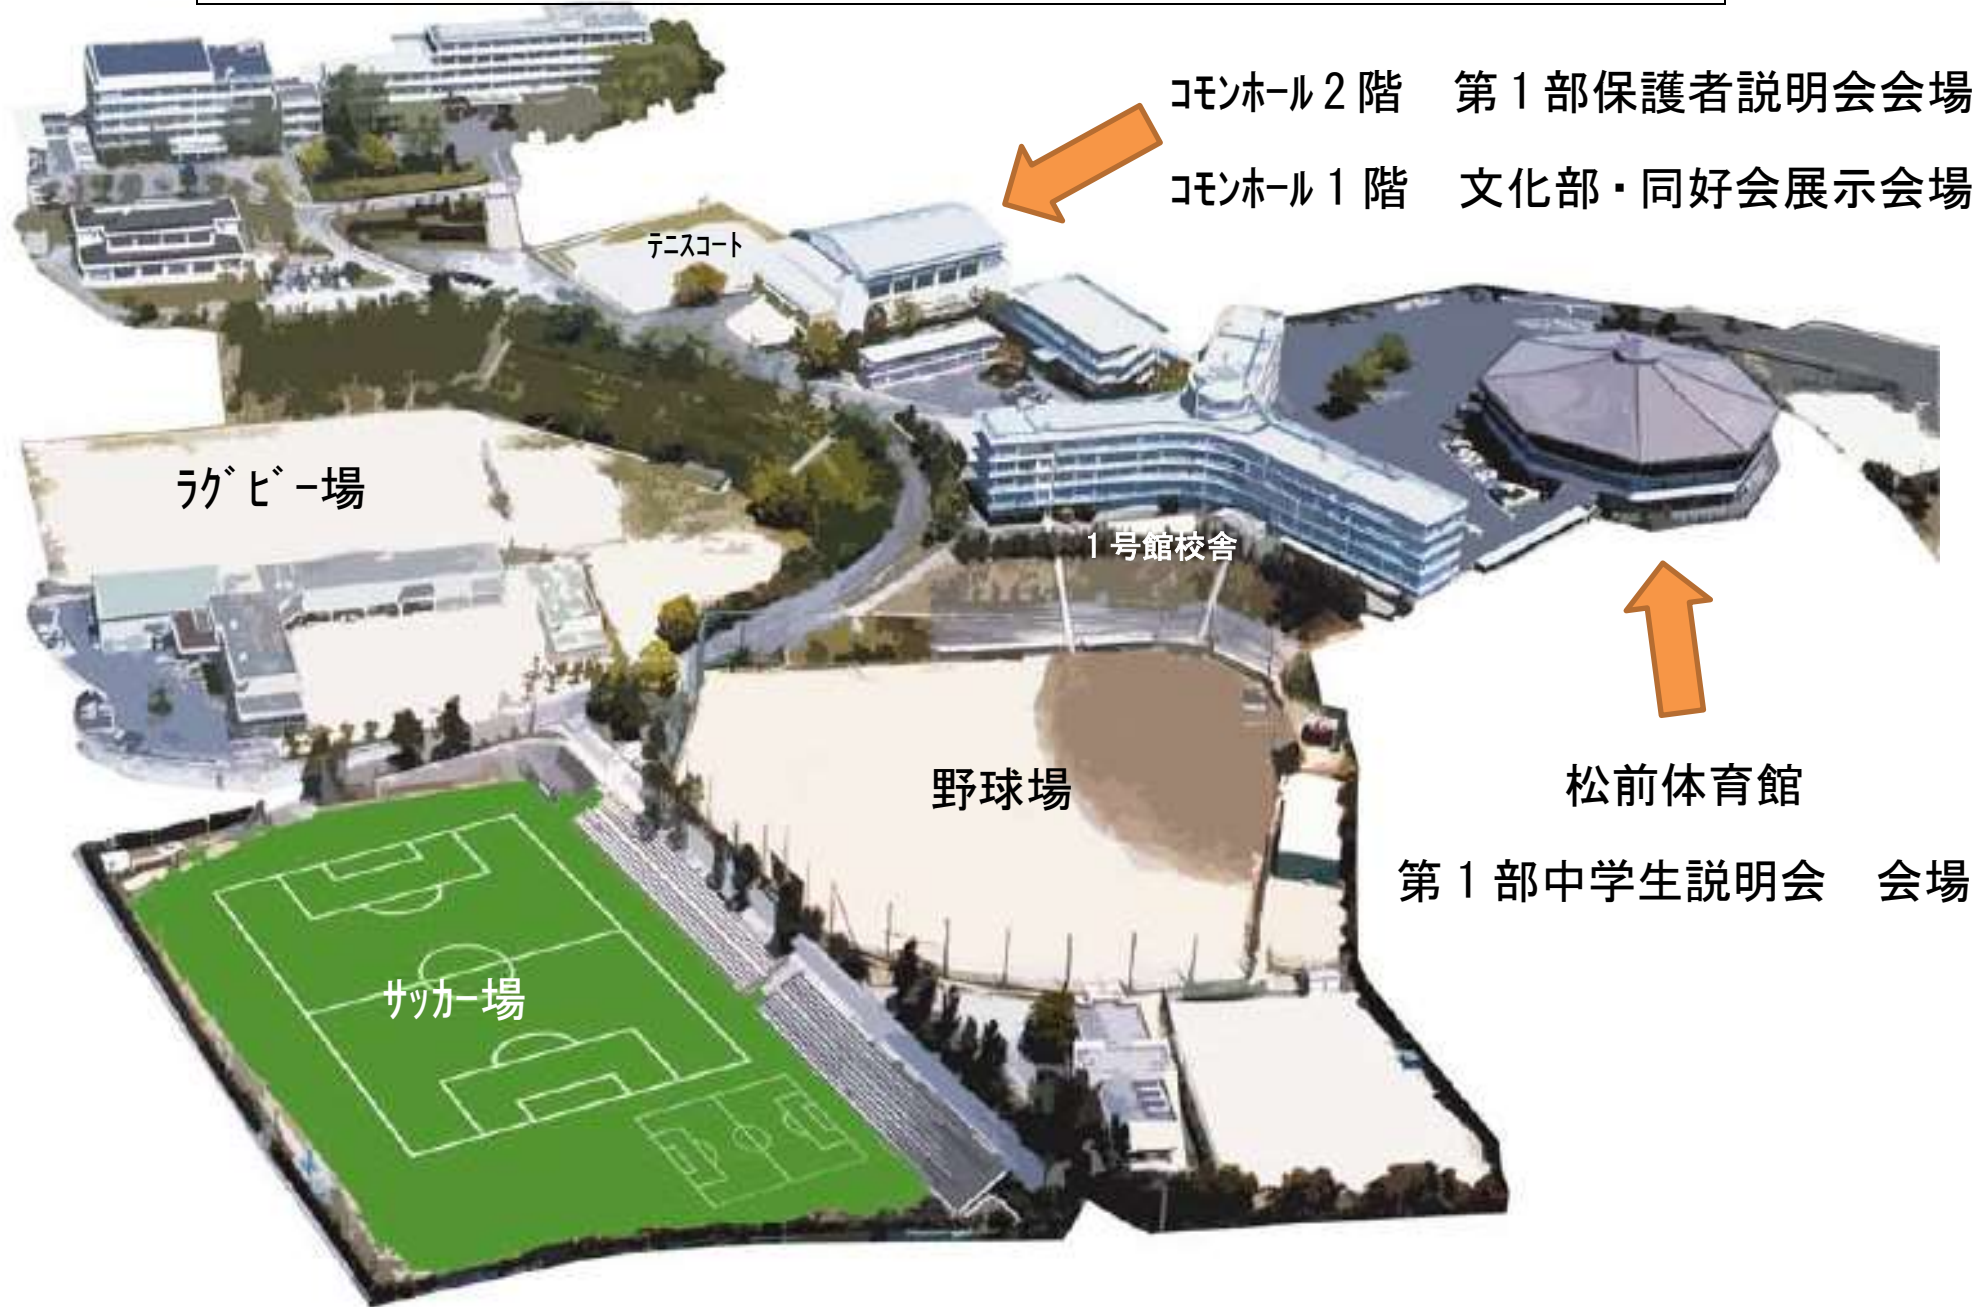 コモンホール２階　第１部保護者説明会会場
コモンホール１階　文化部・同好会展示会場
テニスコート
ラグビー場
１号館校舎
野球場
松前体育館
第１部中学生説明会　会場
サッカー場